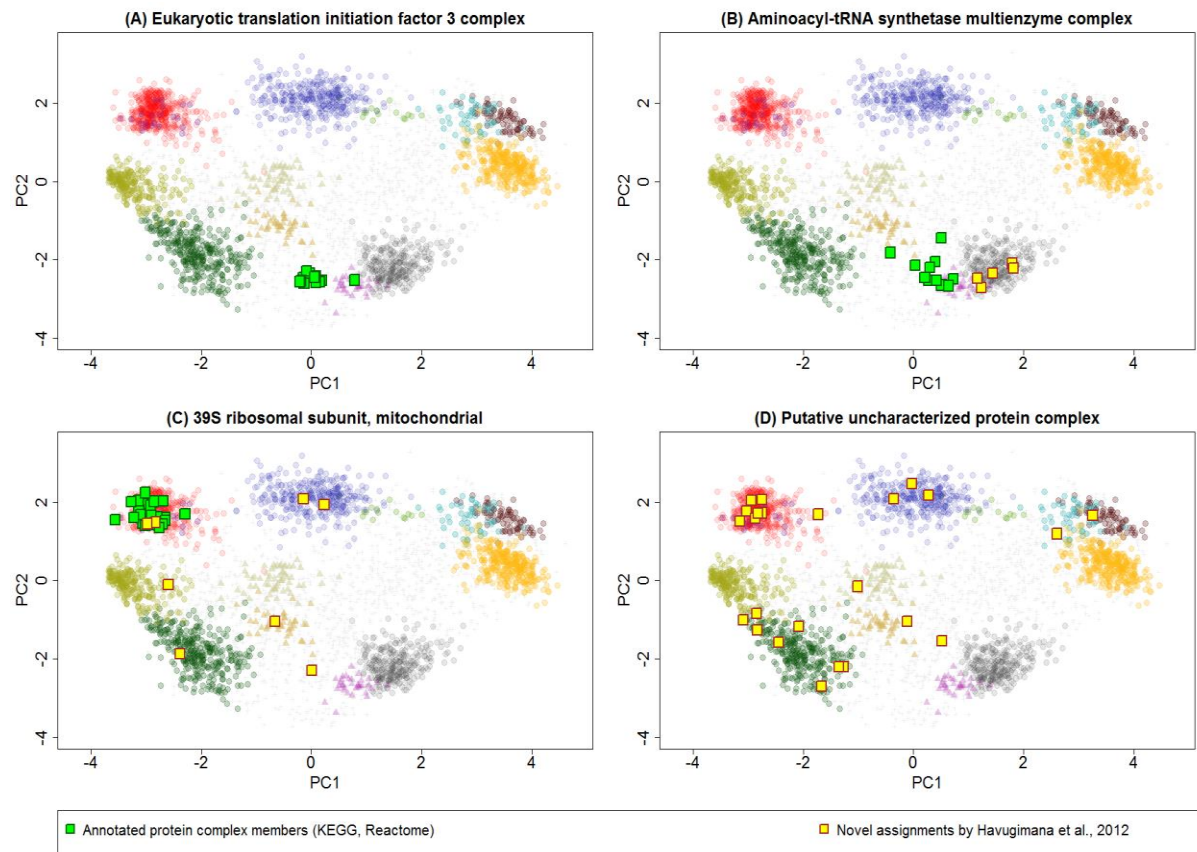 (A) Eukaryotic translation initiation factor 3 complex
(B) Aminoacyl-tRNA synthetase multienzyme complex
PC2
2
0
-2
-4
-4
-2
0
2
4
PC1
PC2
2
0
-2
-4
-4
-2
0
2
4
PC1
(C) 39S ribosomal subunit, mitochondrial
(D) Putative uncharacterized protein complex
PC2
2
0
-2
-4
-4
-2
0
2
4
PC1
PC2
2
0
-2
-4
-4
-2
0
2
4
PC1
Annotated protein complex members (KEGG, Reactome)
Novel assignments by Havugimana et al., 2012